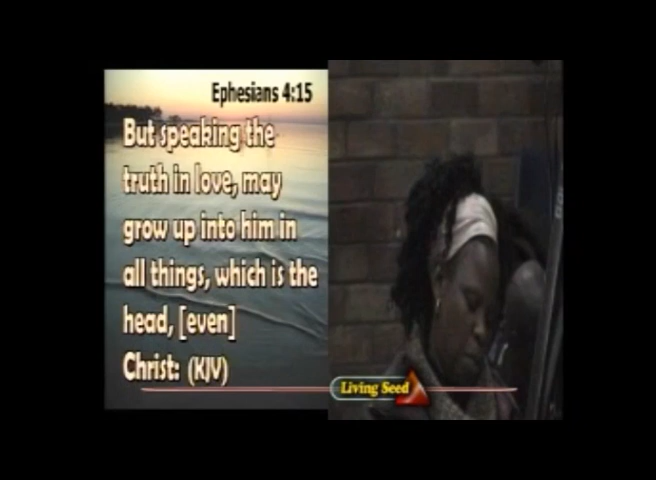 Ephesians 4:15
But speaking the
truth in love, may
grow up into him in
all things, which is the
head, [even]
Christ: (KJV)
Living Seed